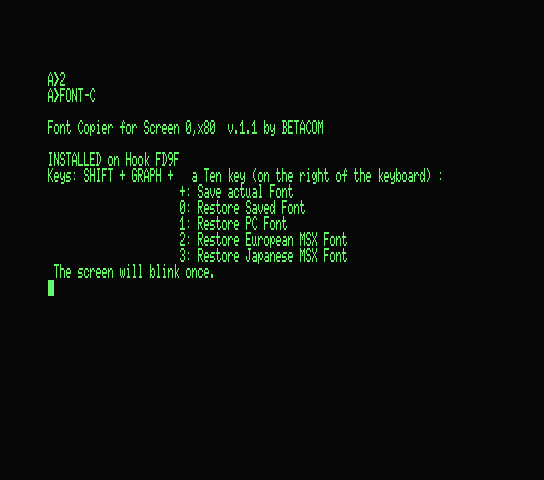 A>2
A>FONT-C
Font Copier for Screen 0,x80  v.1.1 by BETACOM
INSTALLED on Hook FD9F
Keys: SHIFT + GRAPH +   a Ten key (on the right of the keyboard) :
+: Save actual Font
0: Restore Saved Font
1: Restore PC Font
2: Restore European MSX Font
3: Restore Japanese MSX Font
The screen will blink once.